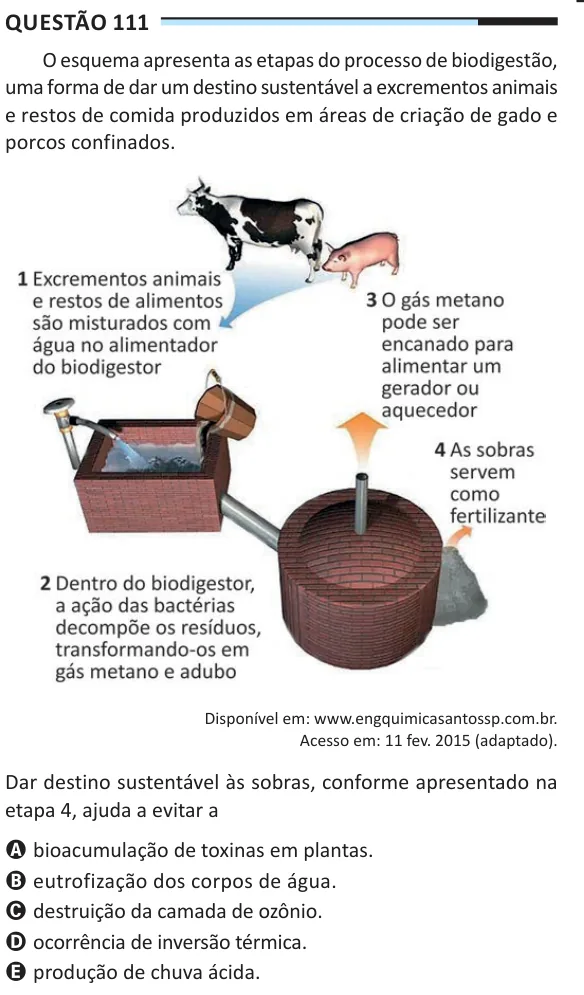 QUESTÃO 111
O esquema apresenta as etapas do processo de biodigestão,
uma forma de dar um destino sustentável a excrementos animais
e restos de comida produzidos em áreas de criação de gado e
porcos confinados.
1 Excrementos animais
e restos de alimentos
são misturados com
água no alimentador
do biodigestor
3 O gás metano
pode ser
encanado para
alimentar um
gerador ou
aquecedor
4 As sobras
servem
como
fertilizante
2 Dentro do biodigestor,
a ação das bactérias
decompõe os resíduos,
transformando-os em
gás metano e adubo
Disponível em: www.engquimicasantossp.com.br.
Acesso em: 11 fev. 2015 (adaptado).
Dar destino sustentável às sobras, conforme apresentado na
etapa 4, ajuda a evitar a
A bioacumulação de toxinas em plantas.
B eutrofização dos corpos de água.
C destruição da camada de ozônio.
D ocorrência de inversão térmica.
E produção de chuva ácida.